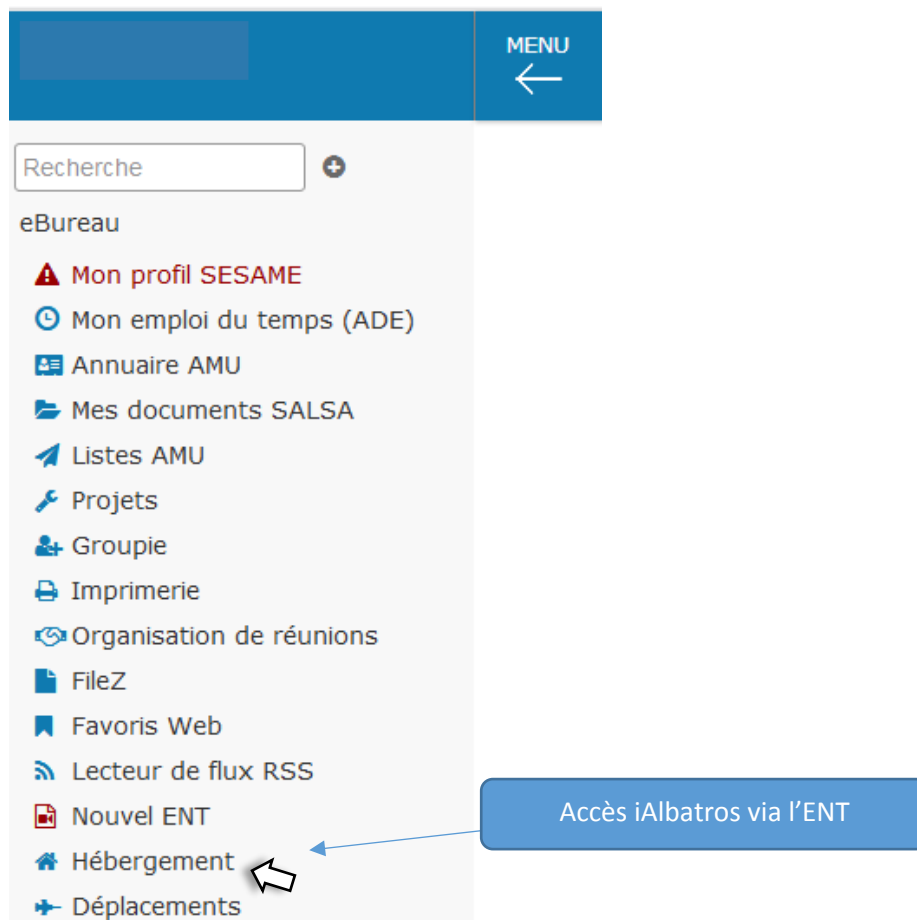 MENU
Recherche
eBureau
Mon profil SESAME
Mon emploi du temps (ADE)
Annuaire AMU
Mes documents SALSA
Listes AMU
Projets
Groupie
Imprimerie
Organisation de réunions
FileZ
Favoris Web
Lecteur de flux RSS
Nouvel ENT
Accès iAlbatros via l’ENT
Hébergement
Déplacements